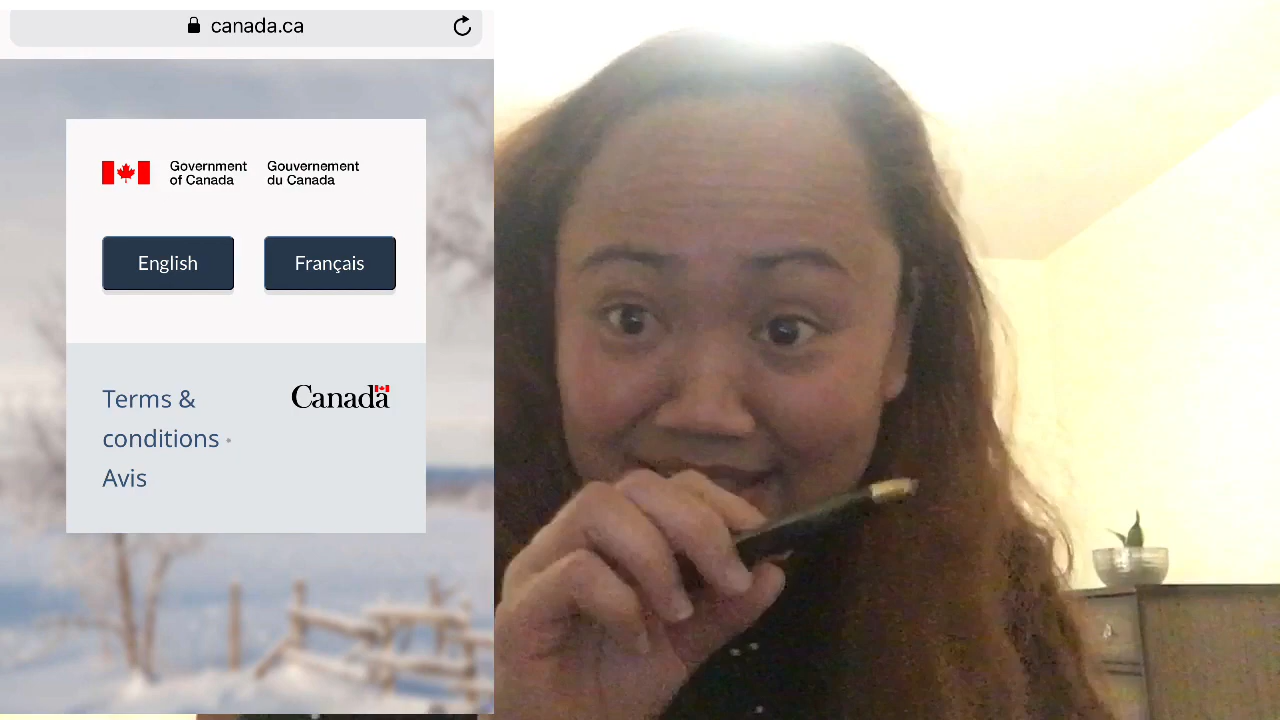 canada.ca
Government Gouvernement
of Canada du Canada
English Français
Terms & Canada
conditions •
Avis